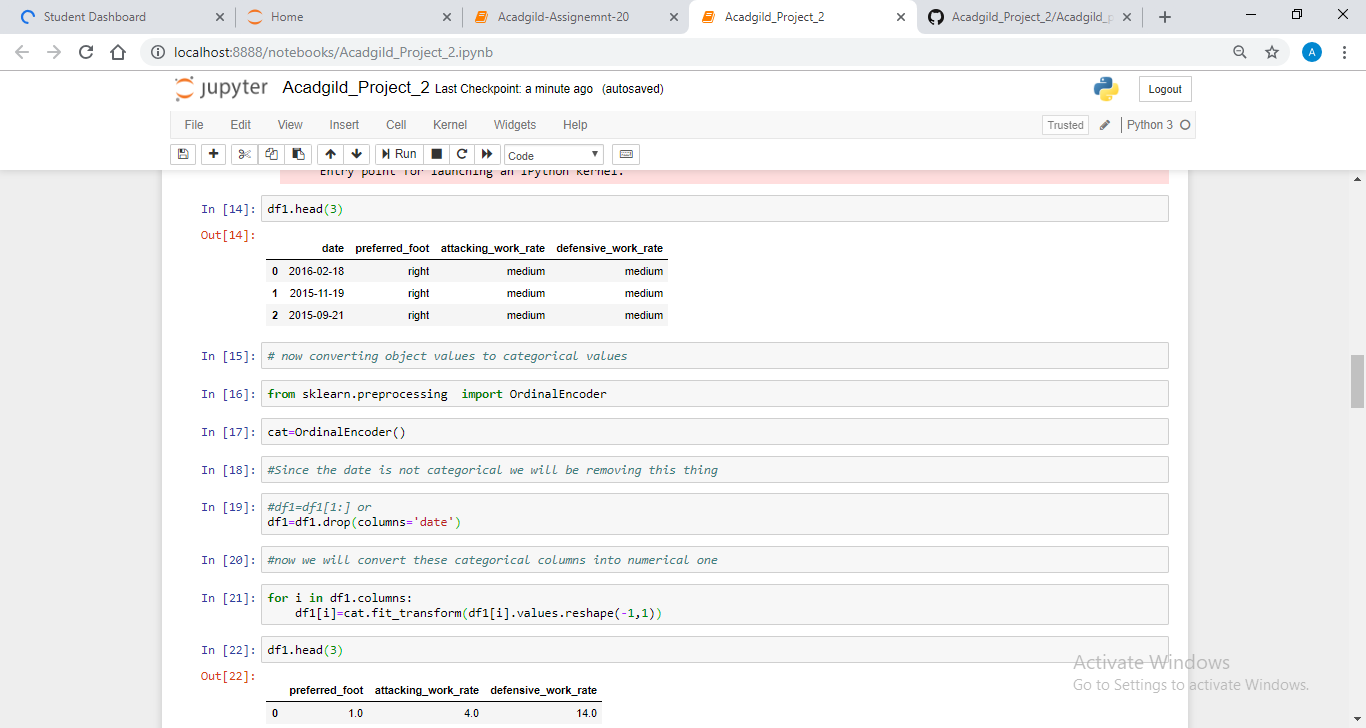 Student Dashboard Home Acadgild-Assignemnt-20 Acadgild_Project_2 Acadgild_Project_2/Acadgild_p
localhost:8888/notebooks/Acadgild_Project_2.ipynb A
jupyter Acadgild_Project_2 Last Checkpoint: a minute ago (autosaved) Logout
File Edit View Insert Cell Kernel Widgets Help Trusted Python 3
Run Code
Entry point for launching an IPython kernel.
In [14]: df1.head(3)
Out[14]:
date preferred_foot attacking_work_rate defensive_work_rate
0 2016-02-18 right medium medium
1 2015-11-19 right medium medium
2 2015-09-21 right medium medium
In [15]: # now converting object values to categorical values
In [16]: from sklearn.preprocessing import OrdinalEncoder
In [17]: cat=OrdinalEncoder()
In [18]: #Since the date is not categorical we will be removing this thing
In [19]: #df1=df1[1:] or
df1=df1.drop(columns='date')
In [20]: #now we will convert these categorical columns into numerical one
In [21]: for i in df1.columns:
df1[i]=cat.fit_transform(df1[i].values.reshape(-1,1))
In [22]: df1.head(3)
Out[22]:
preferred_foot attacking_work_rate defensive_work_rate
0 1.0 4.0 14.0
Activate Windows
Go to Settings to activate Windows.